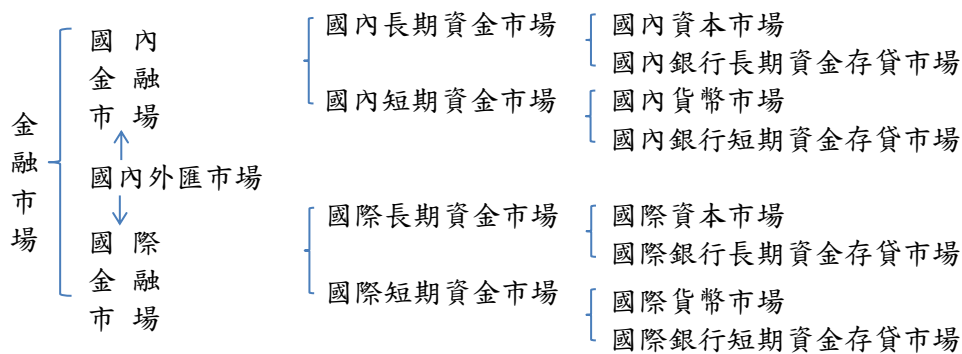 金融市場
國內金融市場
國內外匯市場
國際金融市場
國內長期資金市場
國內短期資金市場
國際長期資金市場
國際短期資金市場
國內資本市場
國內銀行長期資金存貸市場
國內貨幣市場
國內銀行短期資金存貸市場
國際資本市場
國際銀行長期資金存貸市場
國際貨幣市場
國際銀行短期資金存貸市場